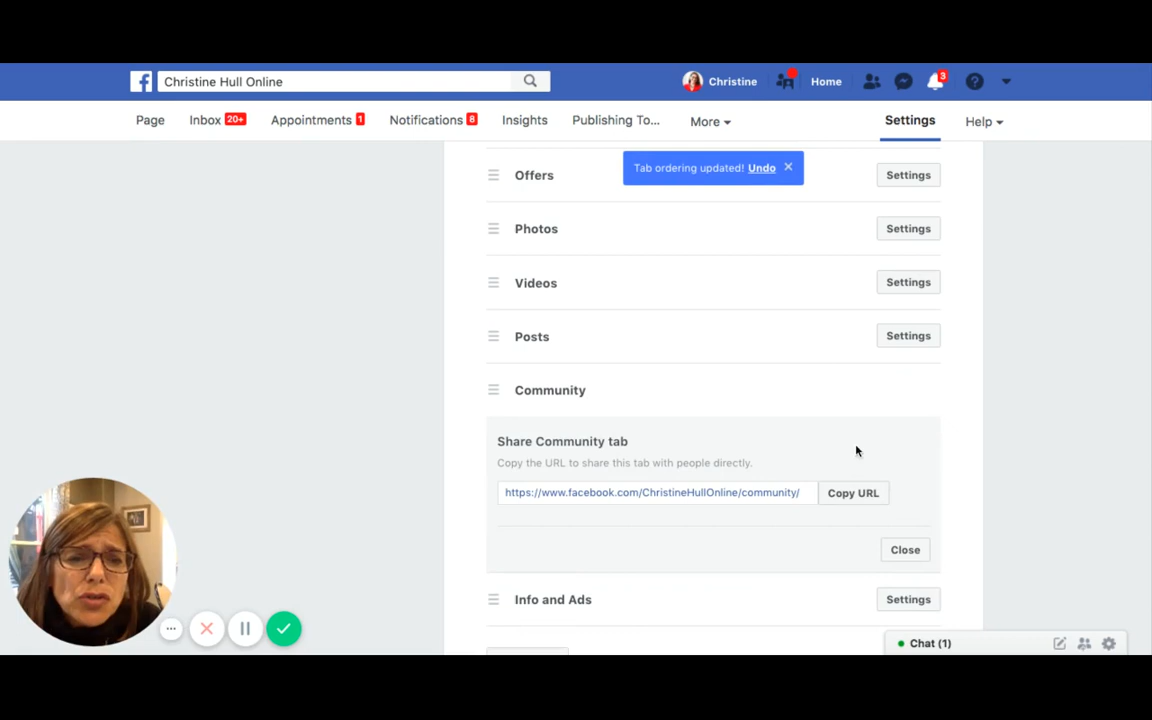 Christine Hull Online
Christine
Home
3
Page
Inbox 20+
Appointments 1
Notifications 8
Insights
Publishing To...
More
Settings
Help
Tab ordering updated! Undo
Offers
Settings
Photos
Settings
Videos
Settings
Posts
Settings
Community
Share Community tab
Copy the URL to share this tab with people directly.
https://www.facebook.com/ChristineHullOnline/community/
Copy URL
Close
Info and Ads
Settings
Chat (1)